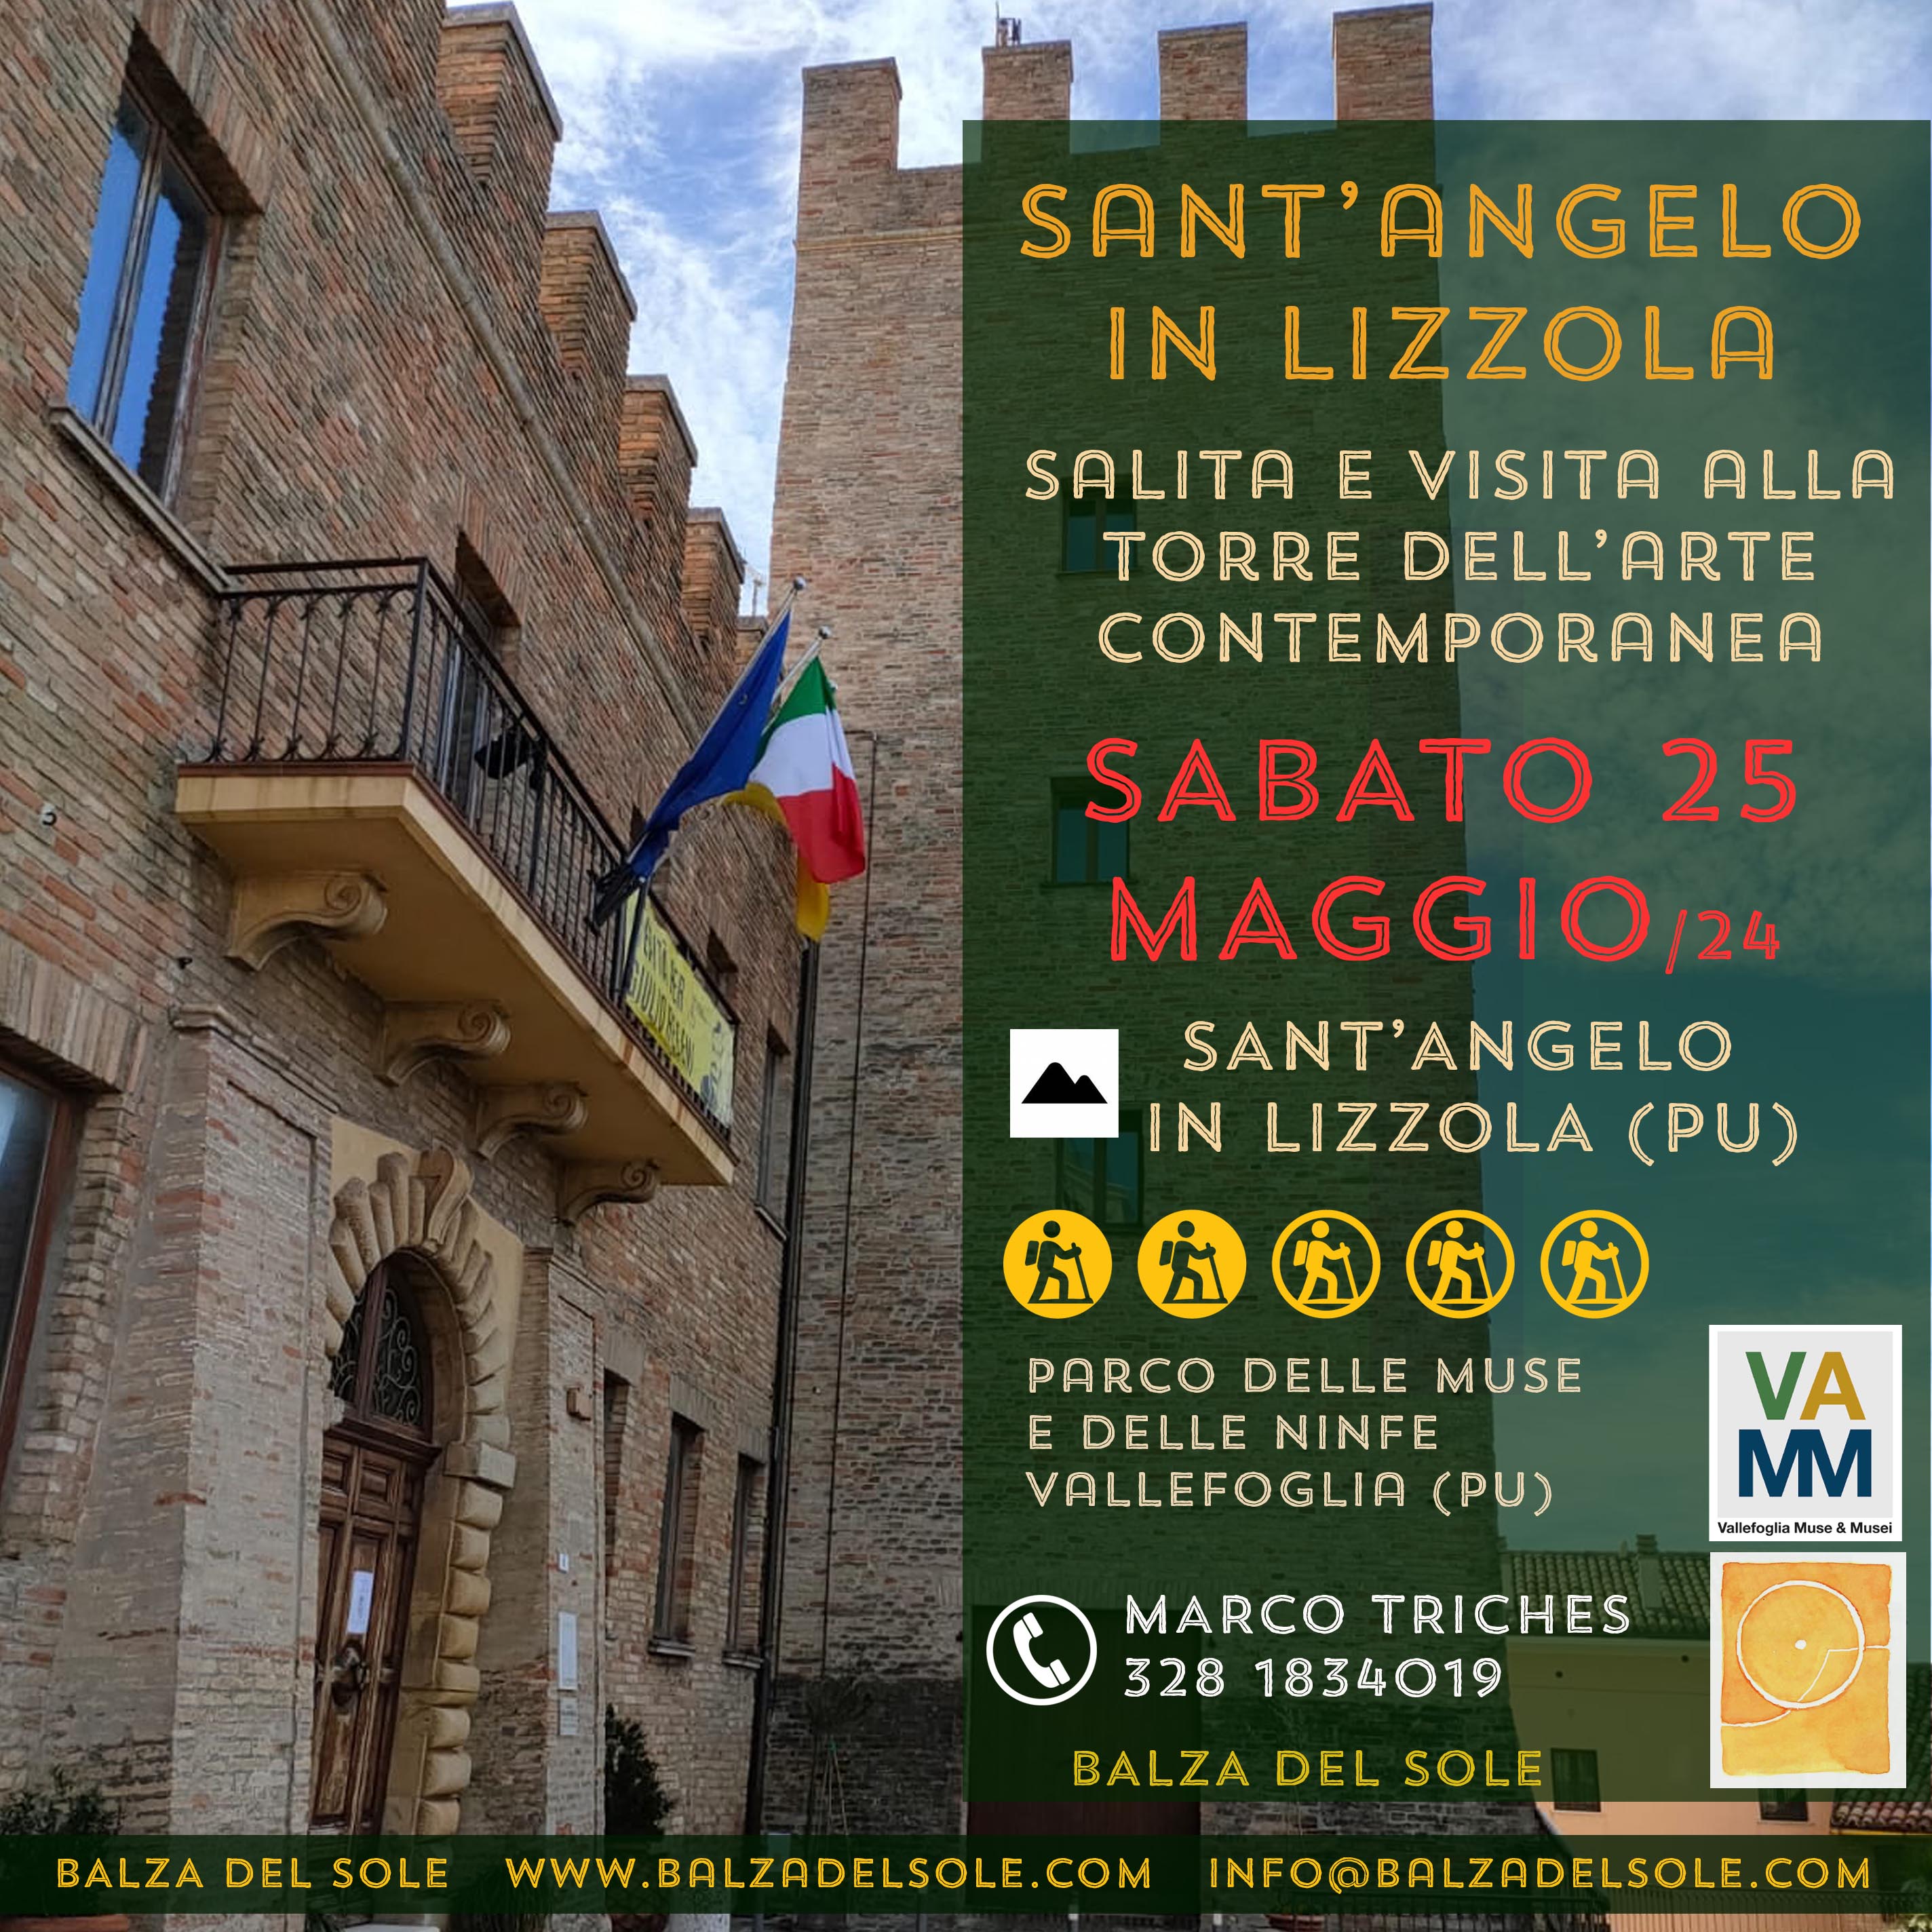 SANT'ANGELO
IN LIZZOLA
SALITA E VISITA ALLA
TORRE DELL'ARTE
CONTEMPORANEA
SABATO 25
MAGGIO/24
SANT'ANGELO
IN LIZZOLA (PU)
PARCO DELLE MUSE
E DELLE NINFE
VALLEFOGLIA (PU)
VA
MM
Vallefoglia Muse & Musei
MARCO TRICHES
328 1834019
BALZA DEL SOLE
BALZA DEL SOLE WWW.BALZADELSOLE.COM INFO@BALZADELSOLE.COM